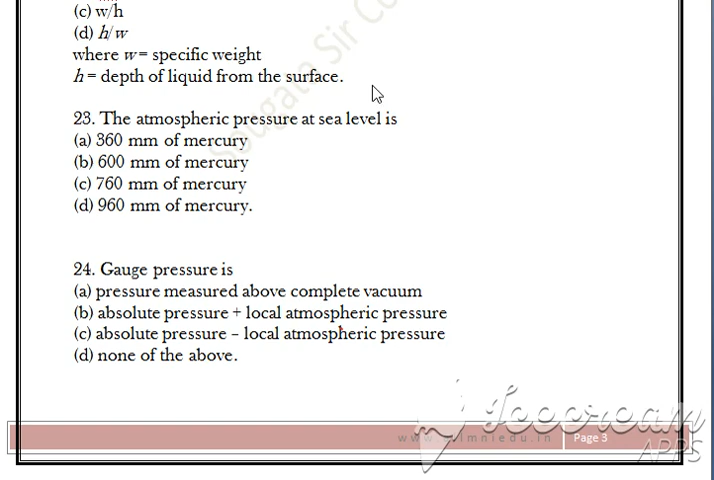 (c) w/h
(d) h/w
where w= specific weight
h = depth of liquid from the surface.
23. The atmospheric pressure at sea level is
(a) 360 mm of mercury
(b) 600 mm of mercury
(c) 760 mm of mercury
(d) 960 mm of mercury.
24. Gauge pressure is
(a) pressure measured above complete vacuum
(b) absolute pressure + local atmospheric pressure
(c) absolute pressure – local atmospheric pressure
(d) none of the above.
Page 3
Icecream
APPS